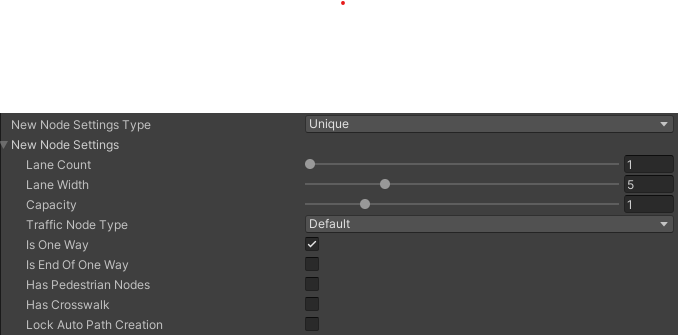 New Node Settings Type Unique
New Node Settings
Lane Count 1
Lane Width 5
Capacity 1
Traffic Node Type Default
Is One Way
Is End Of One Way
Has Pedestrian Nodes
Has Crosswalk
Lock Auto Path Creation